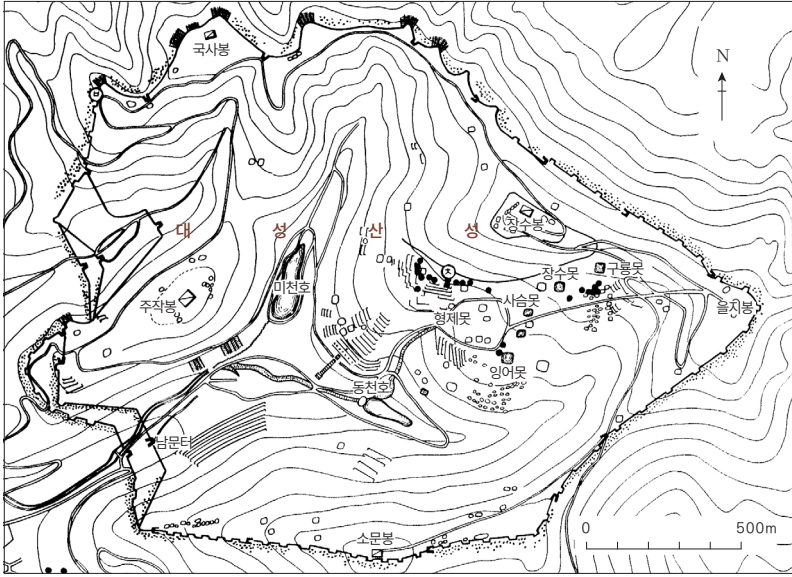 국사봉
N
대 성 산 성
장수봉
장수못
구룡못
미천호
주작봉
사슴못
형제못
을지봉
잉어못
동천호
남문터
소문봉
0 500m